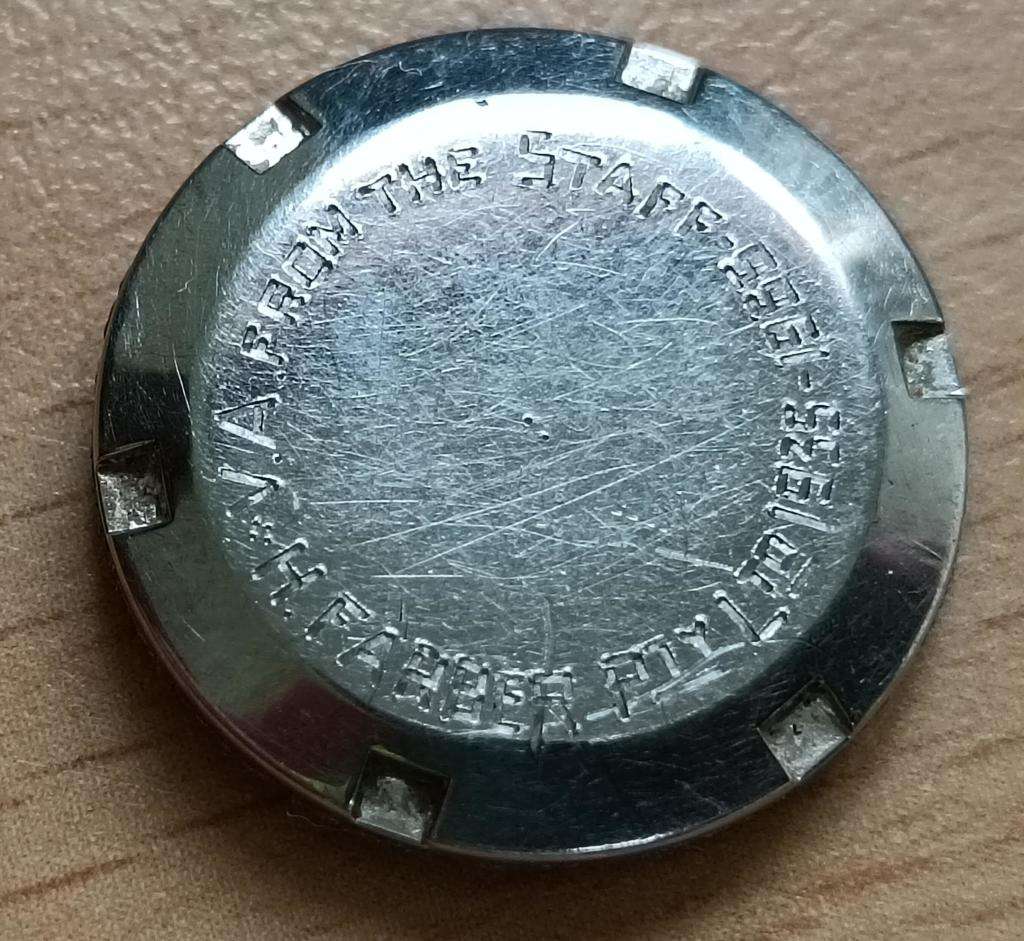 V.A. FROM THE STAFF-
*H. FARBER PTY LTD